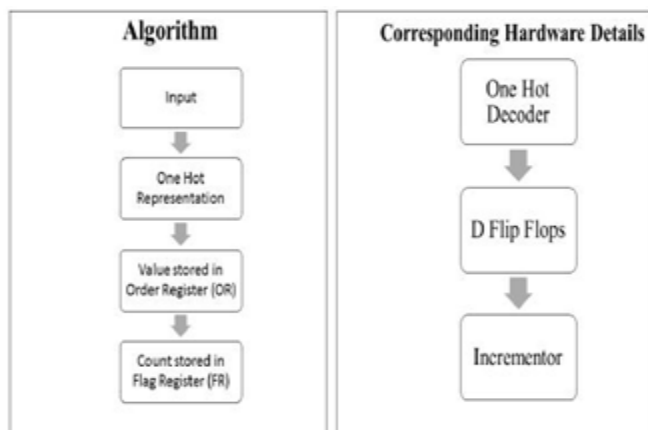 Algorithm
Input
One Hot
Representation
Value stored in
Order Register (OR)
Count stored in
Flag Register (FR)
Corresponding Hardware Details
One Hot
Decoder
D Flip Flops
Incrementor